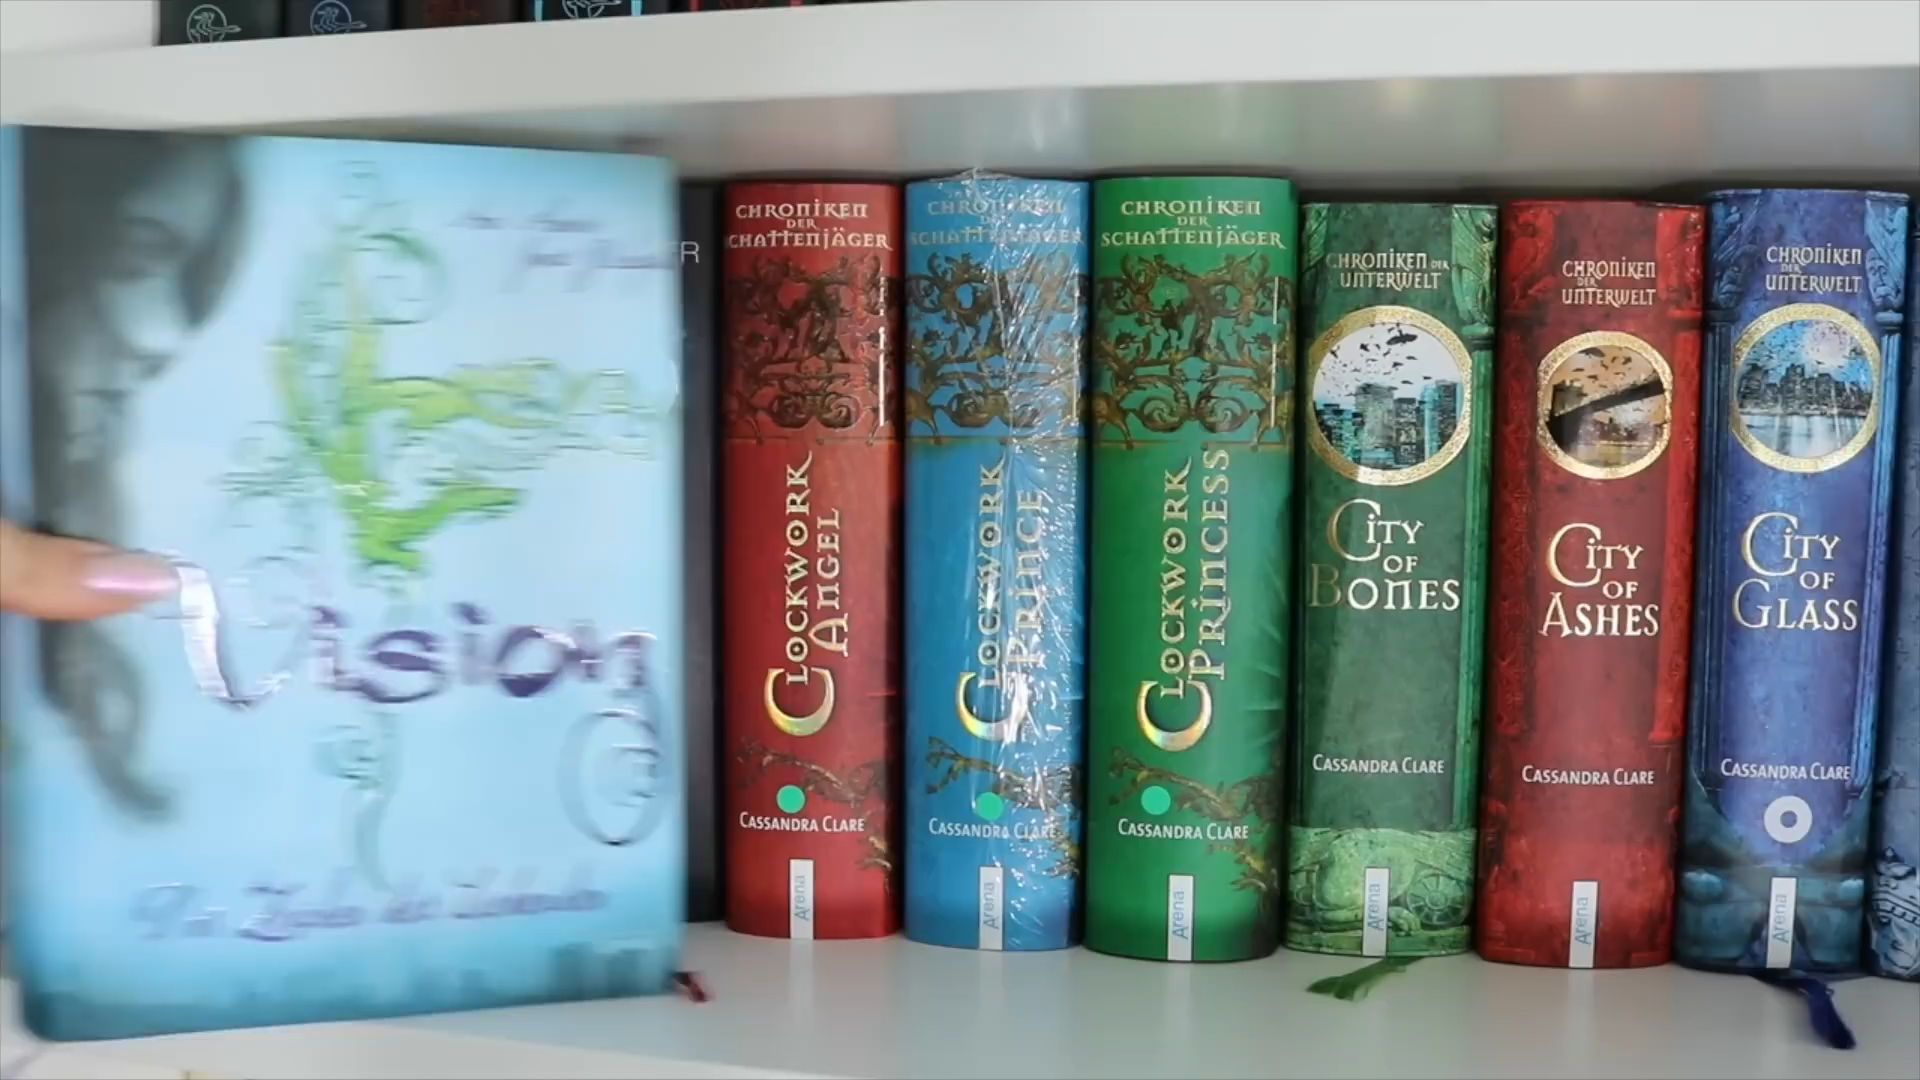 Vision
R
CHRONIKEN
DER
SCHATTENJÄGER
CLOCKWORK
ANGEL
CASSANDRA CLARE
Arena
CHRONIKEN
DER
SCHATTENJÄGER
CLOCKWORK
PRINCE
CASSANDRA CLARE
Arena
CHRONIKEN
DER
SCHATTENJÄGER
CLOCKWORK
PRINCESS
CASSANDRA CLARE
Arena
CHRONIKEN DER
UNTERWELT
CITY
OF
BONES
CASSANDRA CLARE
Arena
CHRONIKEN
DER
UNTERWELT
CITY
OF
ASHES
CASSANDRA CLARE
Arena
CHRONIKEN
DER
UNTERWELT
CITY
OF
GLASS
CASSANDRA CLARE
Arena